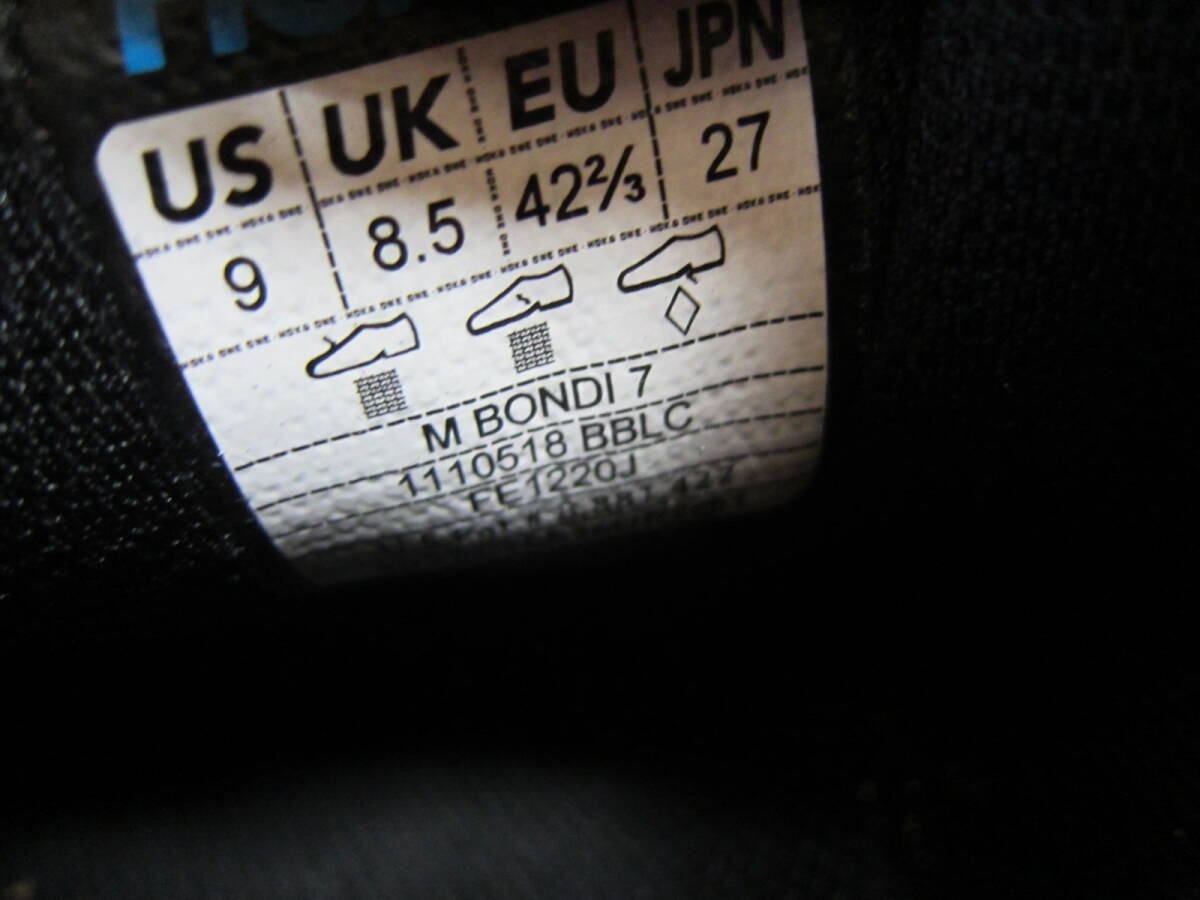 US UK EU JPN
9 8.5 42⅔ 27
M BONDI 7
1110518 BBLC
FE1220J